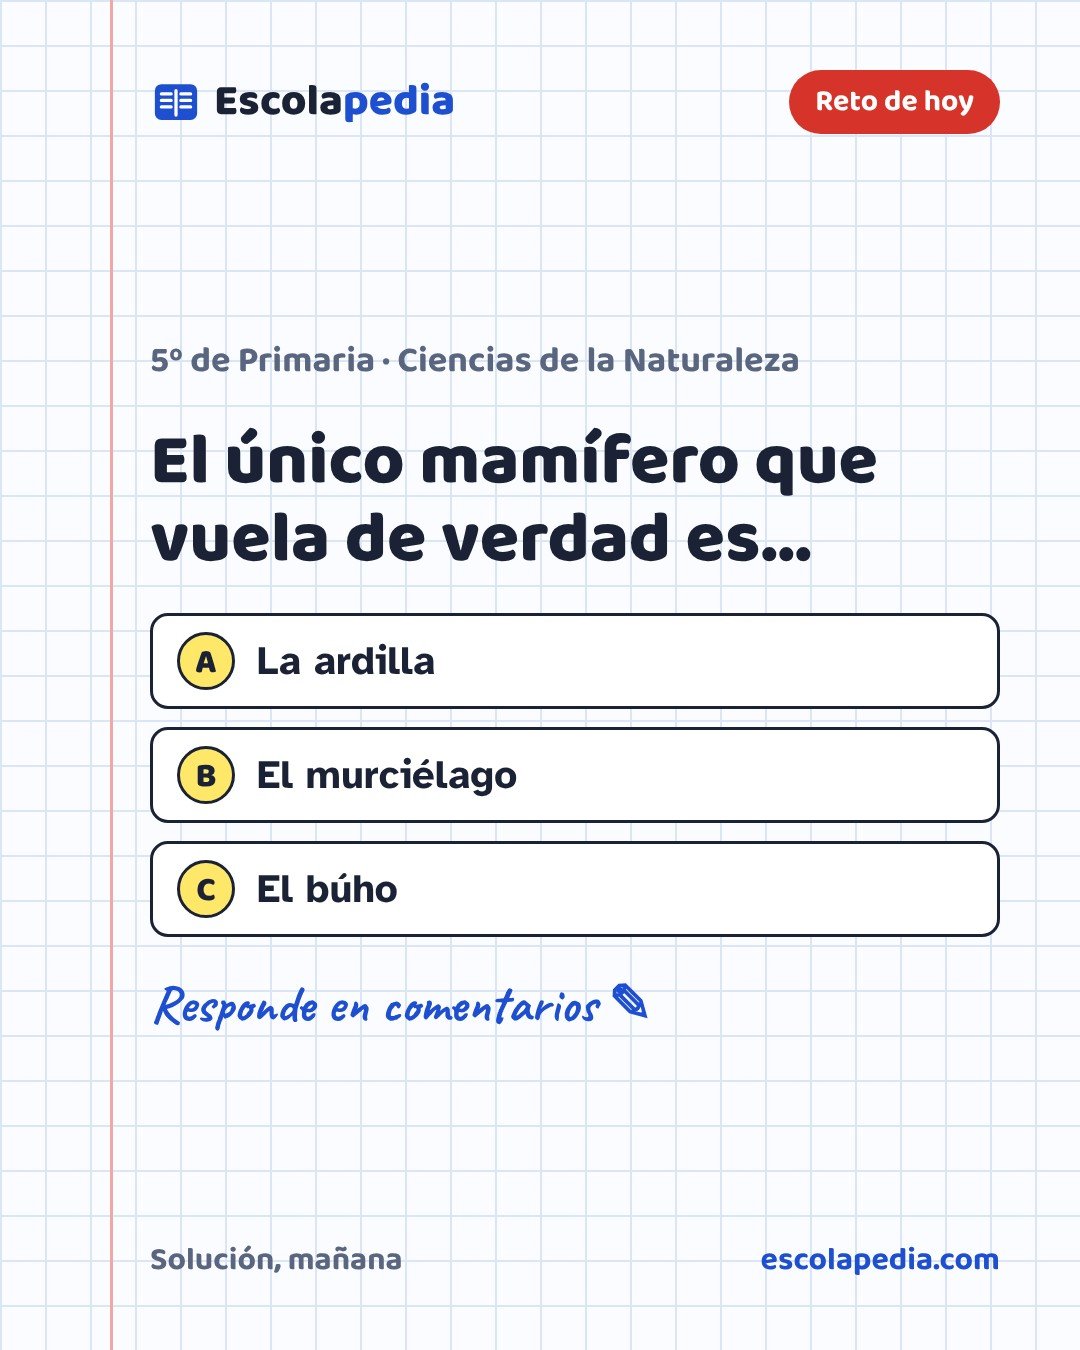 Escolapedia
Reto de hoy
5º de Primaria · Ciencias de la Naturaleza
El único mamífero que
vuela de verdad es...
A La ardilla
B El murciélago
C El búho
Responde en comentarios ✎
Solución, mañana
escolapedia.com